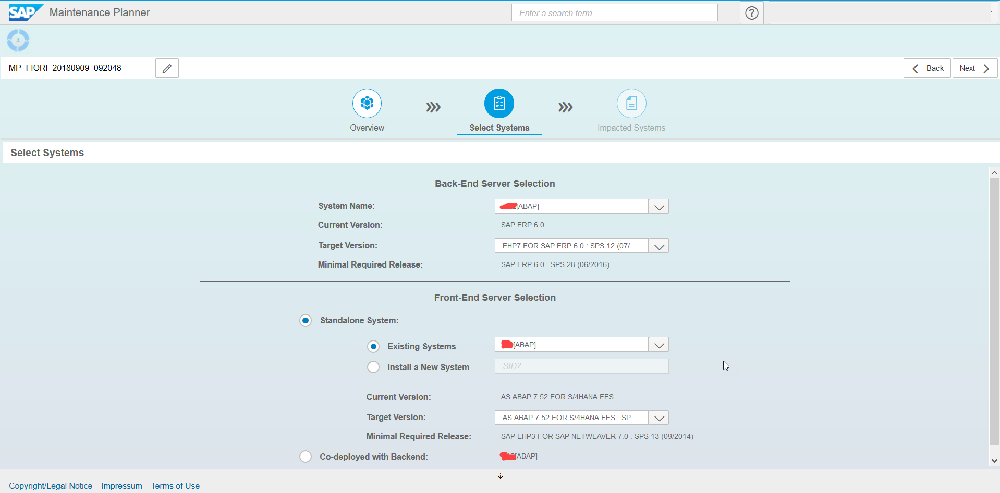 SAP Maintenance Planner
Enter a search term...
MP_FIORI_20180909_092048
Back
Next
Overview
Select Systems
Impacted Systems
Select Systems
Back-End Server Selection
System Name:
[ABAP]
Current Version:
SAP ERP 6.0
Target Version:
EHP7 FOR SAP ERP 6.0 : SPS 12 (07/ ...
Minimal Required Release:
SAP ERP 6.0 : SPS 28 (06/2016)
Front-End Server Selection
Standalone System:
Existing Systems
[ABAP]
Install a New System
SID?
Current Version:
AS ABAP 7.52 FOR S/4HANA FES
Target Version:
AS ABAP 7.52 FOR S/4HANA FES : SP ...
Minimal Required Release:
SAP EHP3 FOR SAP NETWEAVER 7.0 : SPS 13 (09/2014)
Co-deployed with Backend:
[ABAP]
Copyright/Legal Notice Impressum Terms of Use